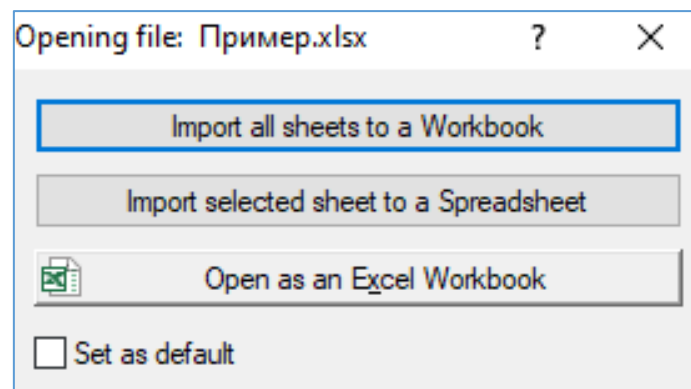 Opening file: Пример.xlsx ?
Import all sheets to a Workbook
Import selected sheet to a Spreadsheet
Open as an Excel Workbook
Set as default